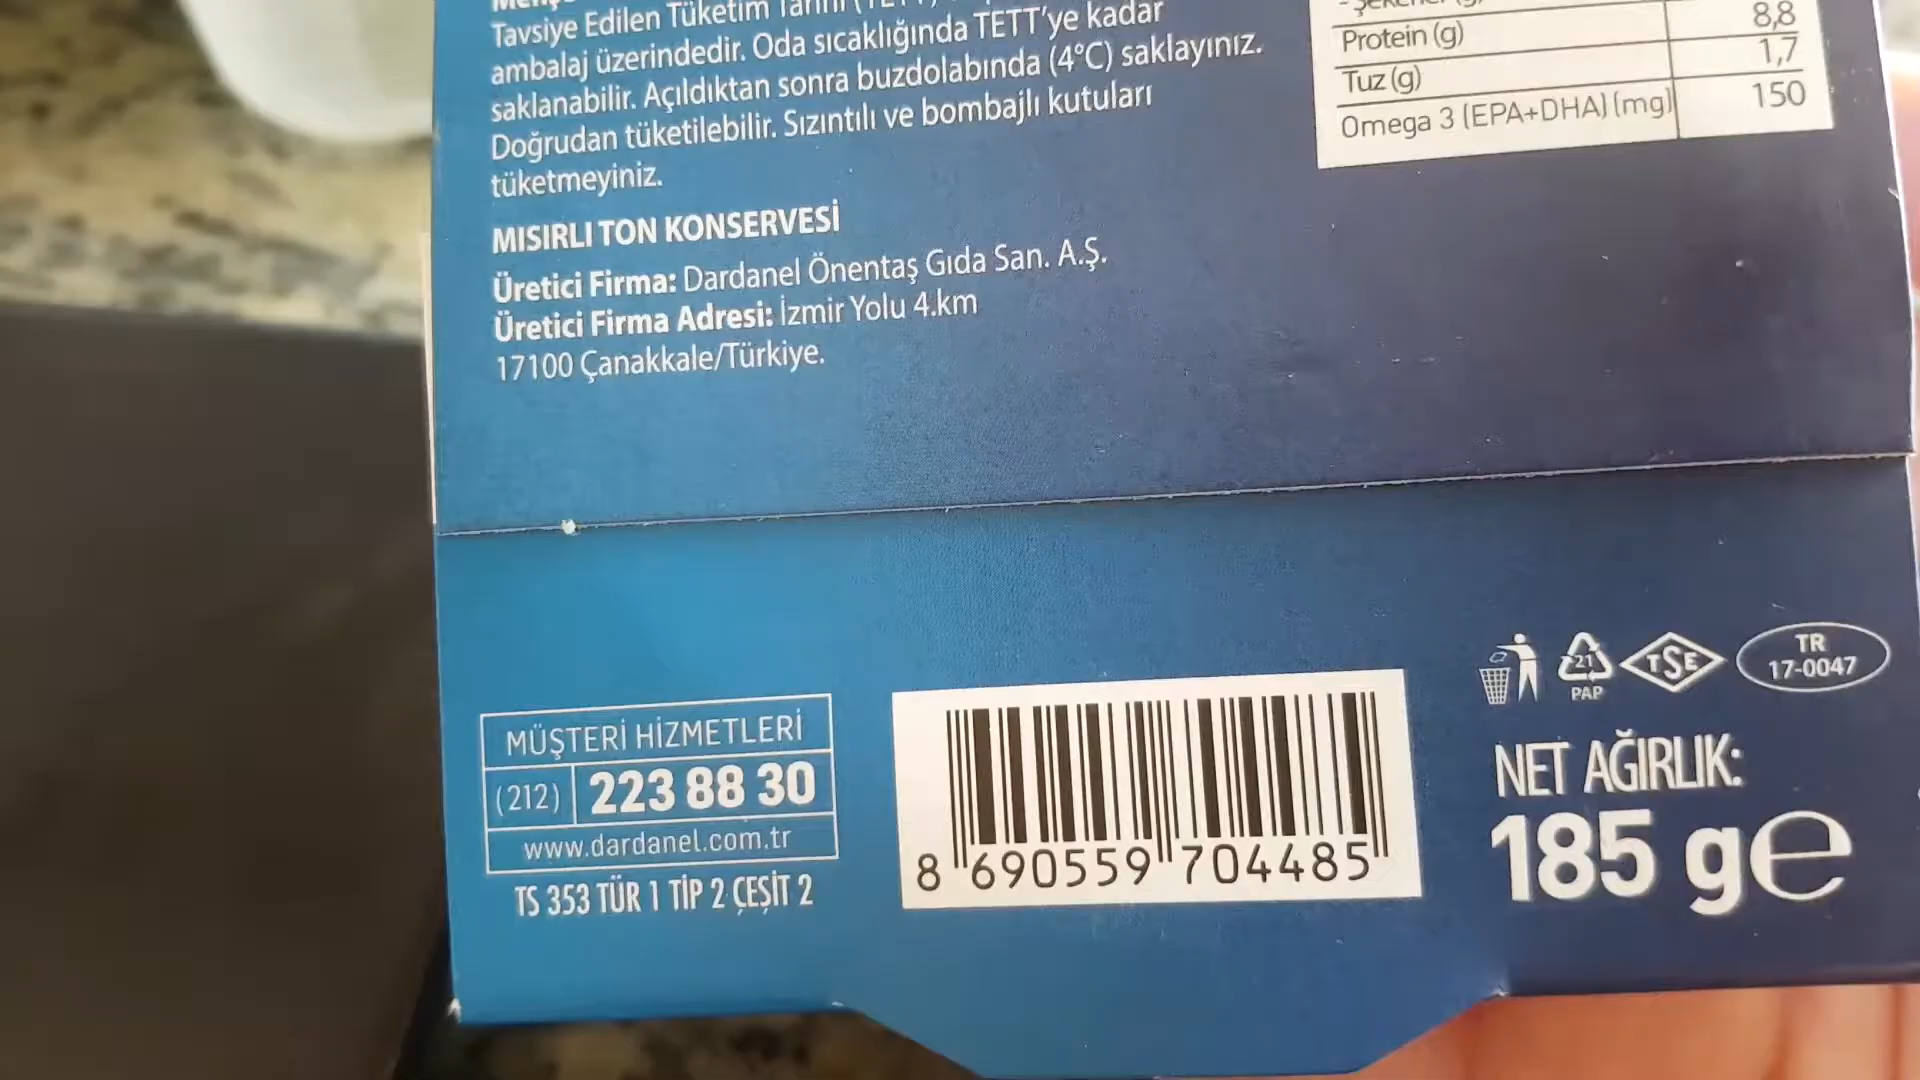 Tavsiye Edilen Tüketim Tarihi
ambalaj üzerindedir. Oda sıcaklığında TETT'ye kadar
saklanabilir. Açıldıktan sonra buzdolabında (4°C) saklayınız.
Doğrudan tüketilebilir. Sızıntılı ve bombajlı kutuları
tüketmeyiniz.
MISIRLI TON KONSERVESİ
Üretici Firma: Dardanel Önentaş Gıda San. A.Ş.
Üretici Firma Adresi: İzmir Yolu 4.km
17100 Çanakkale/Türkiye.
Protein (g) 8,8
Tuz (g) 1,7
Omega 3 (EPA+DHA) (mg) 150
MÜŞTERİ HİZMETLERİ
(212) 223 88 30
www.dardanel.com.tr
TS 353 TÜR 1 TİP 2 ÇEŞİT 2
8 690559 704485
21
PAP
TSE
TR
17-0047
NET AĞIRLIK:
185 g℮